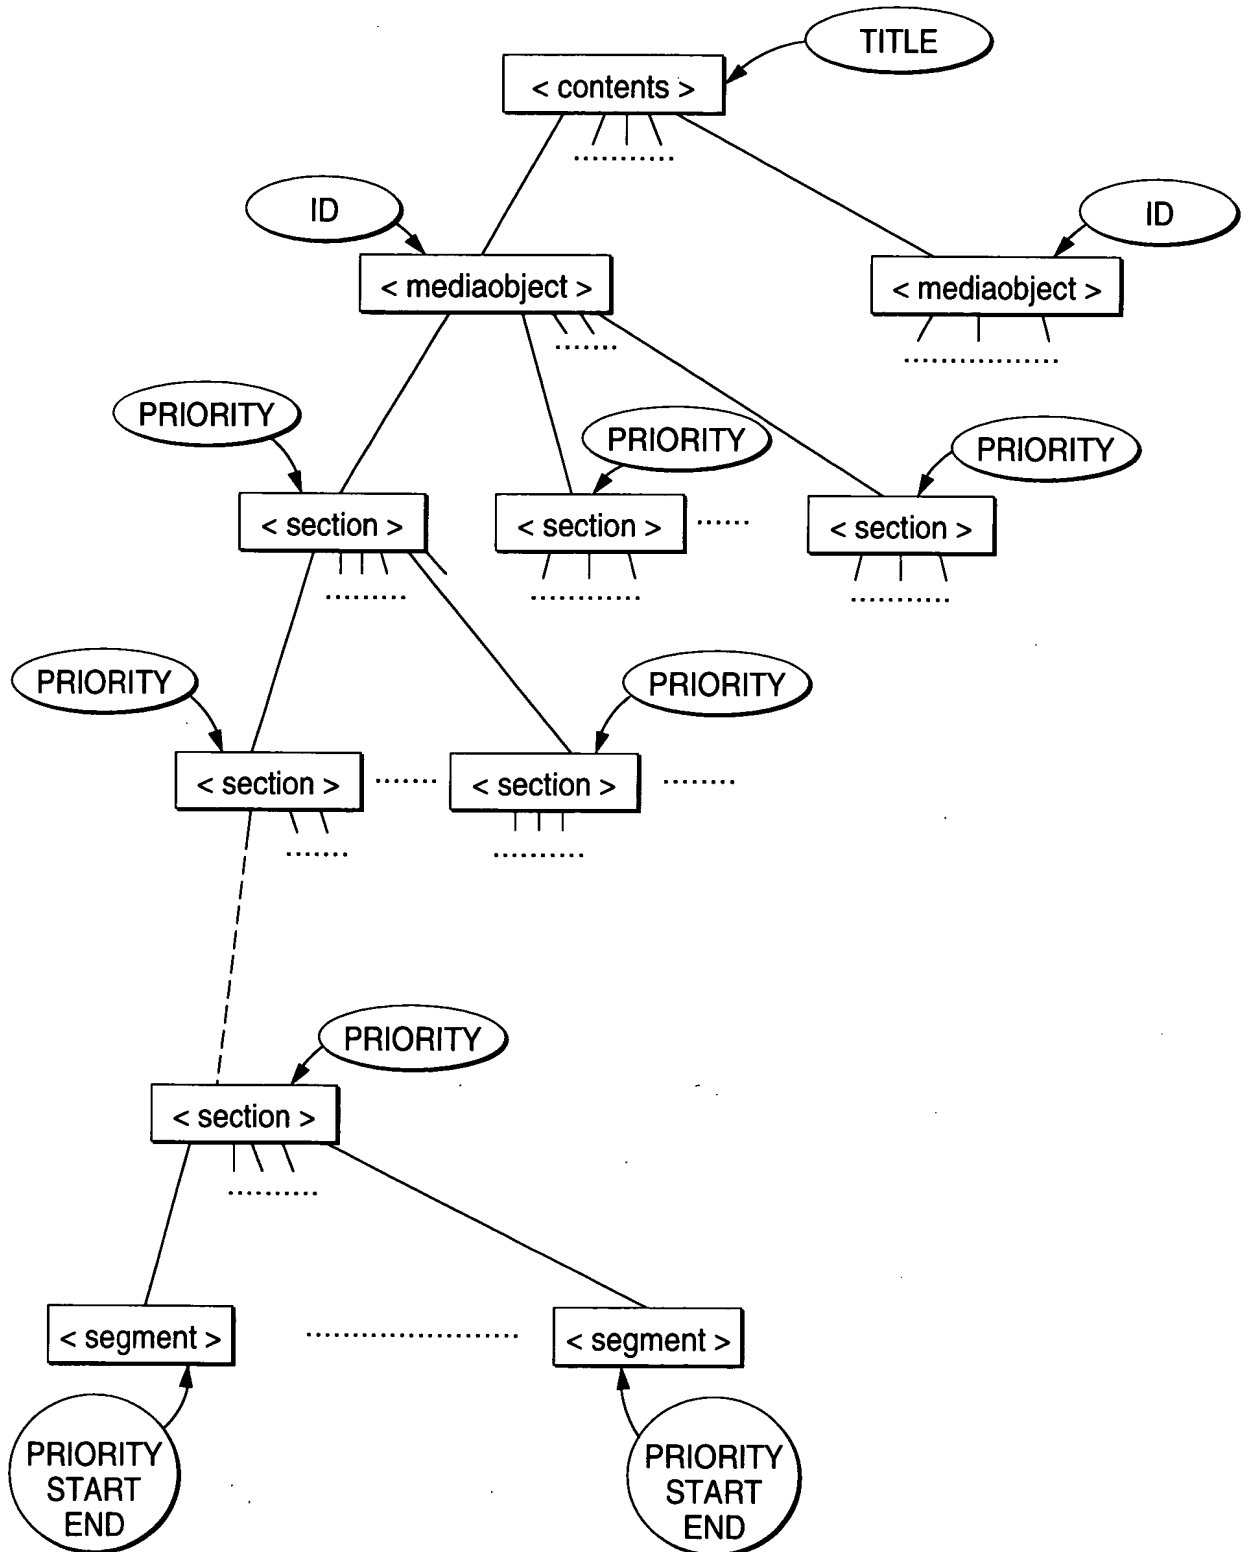 TITLE
< contents >
ID
ID
< mediaobject >
< mediaobject >
PRIORITY
PRIORITY
PRIORITY
< section >
< section >
< section >
PRIORITY
PRIORITY
< section >
< section >
PRIORITY
< section >
< segment >
< segment >
PRIORITY
START
END
PRIORITY
START
END